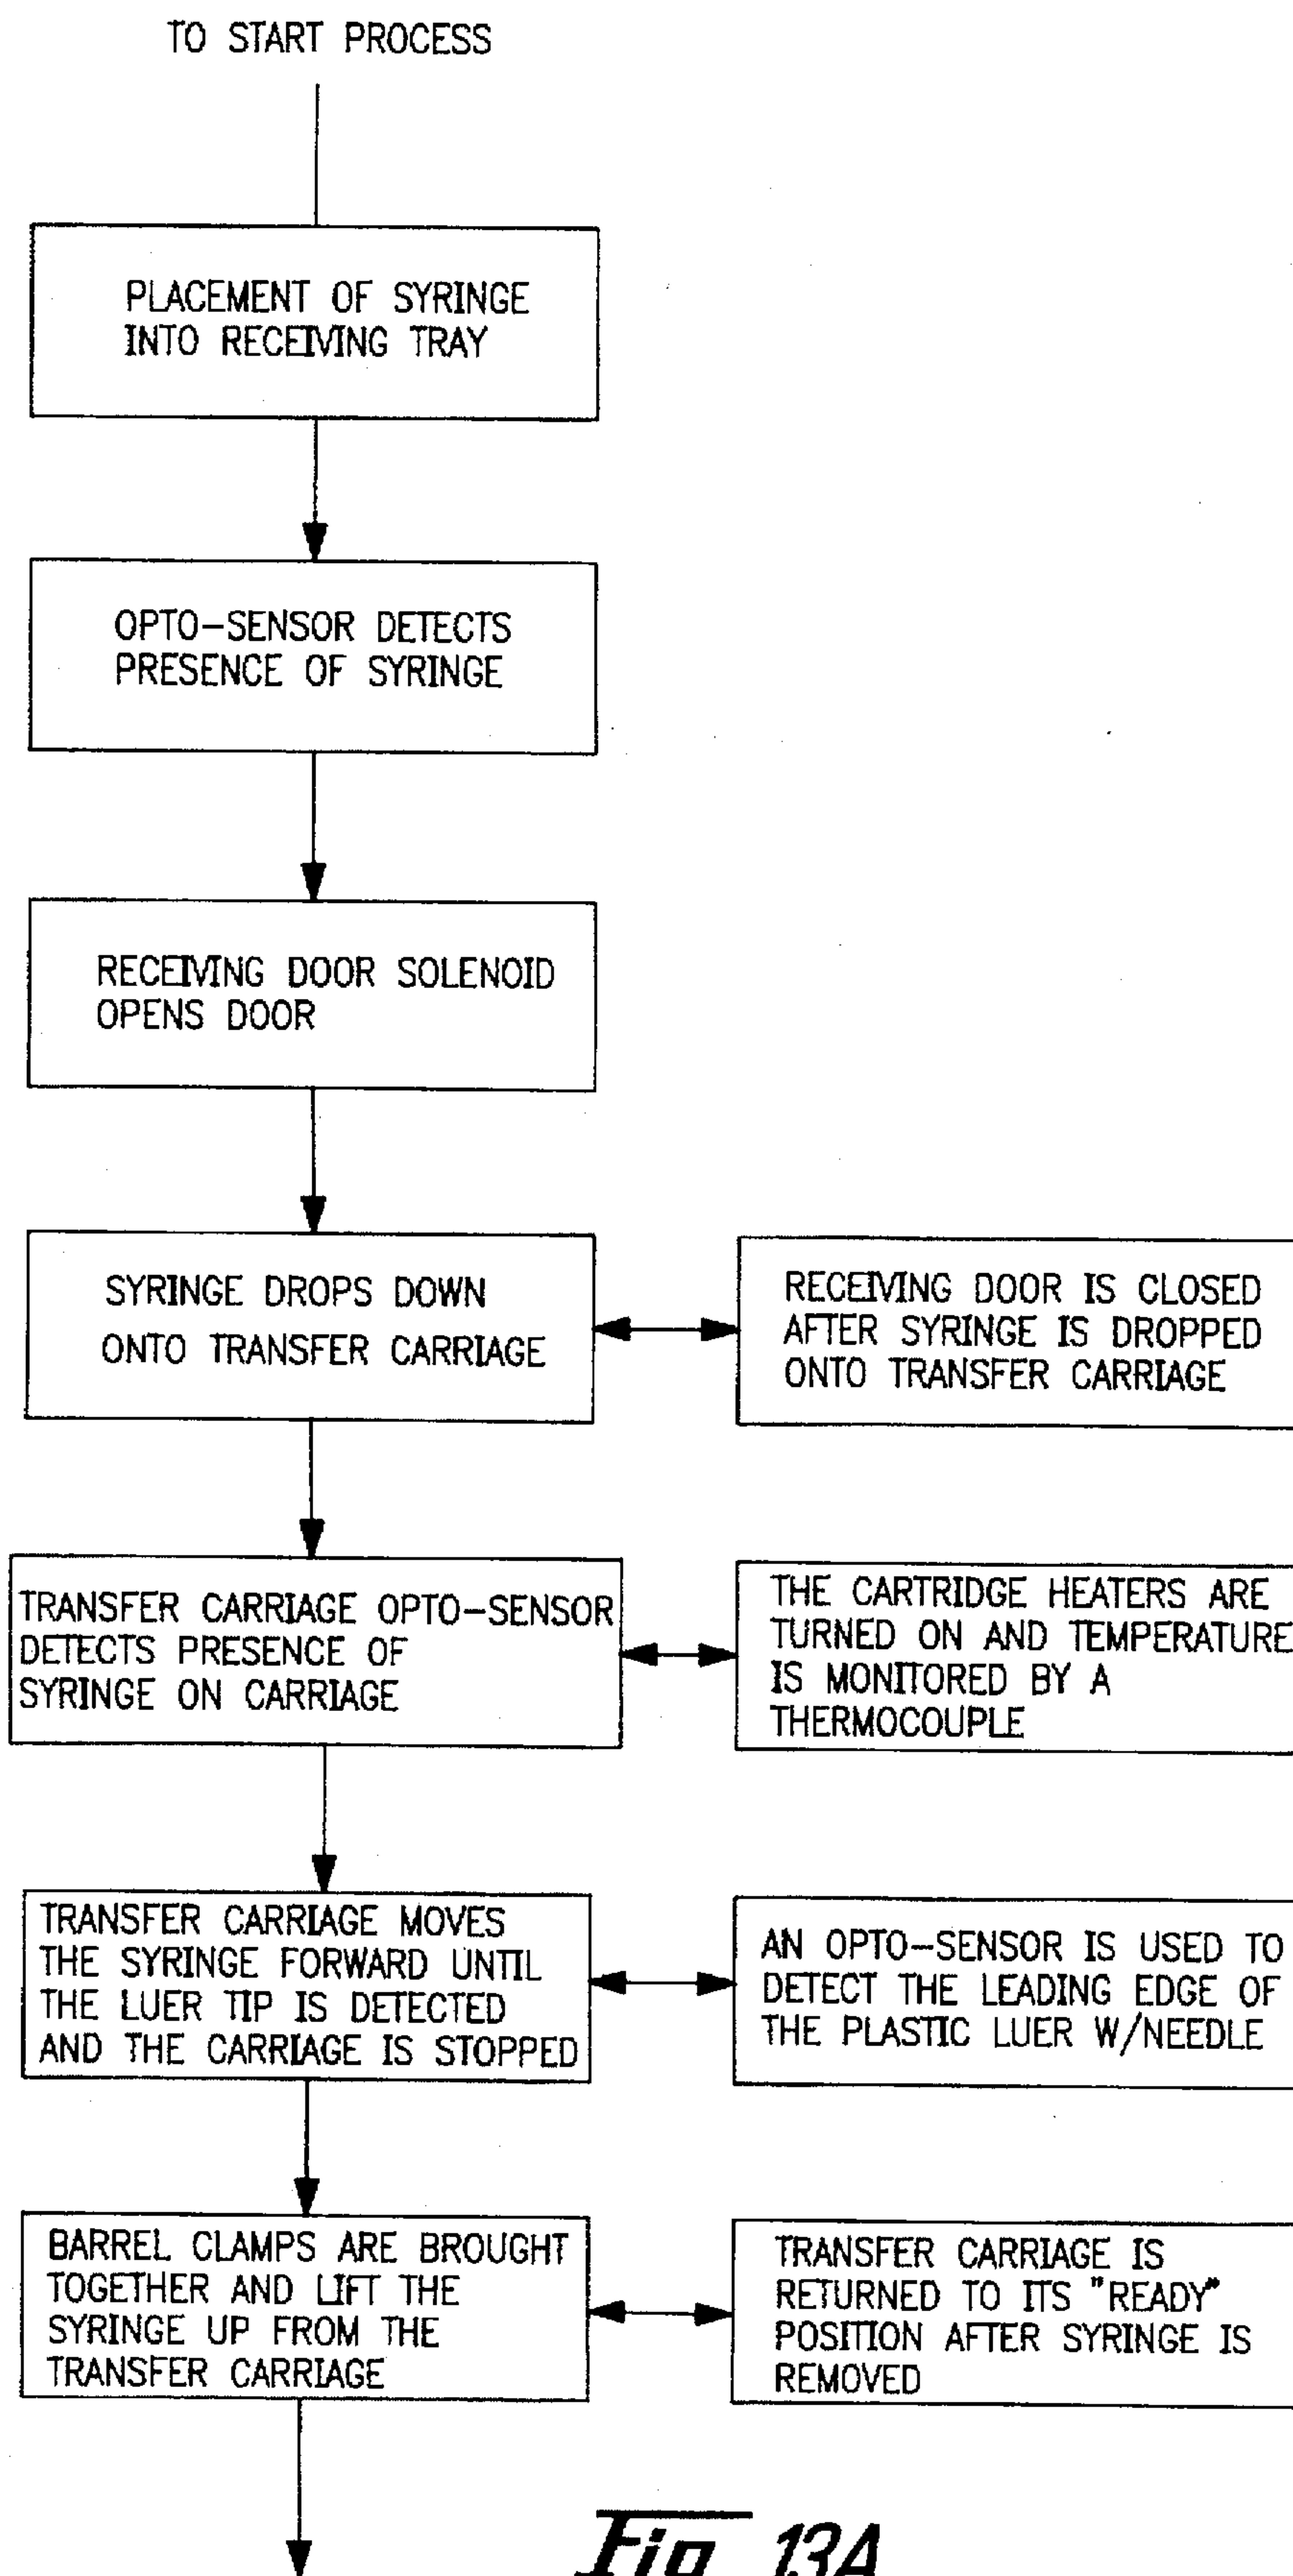 TO START PROCESS
PLACEMENT OF SYRINGE
INTO RECEIVING TRAY
OPTO-SENSOR DETECTS
PRESENCE OF SYRINGE
RECEIVING DOOR SOLENOID
OPENS DOOR
SYRINGE DROPS DOWN
ONTO TRANSFER CARRIAGE
RECEIVING DOOR IS CLOSED
AFTER SYRINGE IS DROPPED
ONTO TRANSFER CARRIAGE
TRANSFER CARRIAGE OPTO-SENSOR
DETECTS PRESENCE OF
SYRINGE ON CARRIAGE
THE CARTRIDGE HEATERS ARE
TURNED ON AND TEMPERATURE
IS MONITORED BY A
THERMOCOUPLE
TRANSFER CARRIAGE MOVES
THE SYRINGE FORWARD UNTIL
THE LUER TIP IS DETECTED
AND THE CARRIAGE IS STOPPED
AN OPTO-SENSOR IS USED TO
DETECT THE LEADING EDGE OF
THE PLASTIC LUER W/NEEDLE
BARREL CLAMPS ARE BROUGHT
TOGETHER AND LIFT THE
SYRINGE UP FROM THE
TRANSFER CARRIAGE
TRANSFER CARRIAGE IS
RETURNED TO ITS "READY"
POSITION AFTER SYRINGE IS
REMOVED
Fig 13A